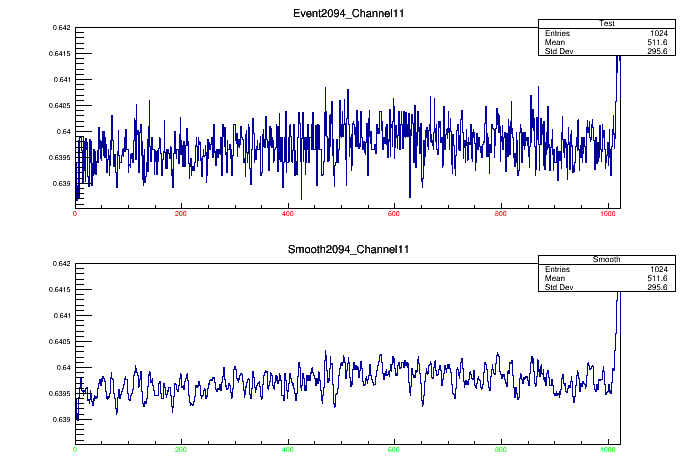 Event2094_Channel11
Test
Entries 1024
Mean 511.6
Std Dev 295.6
0.642
0.6415
0.641
0.6405
0.64
0.6395
0.639
0 200 400 600 800 1000
Smooth2094_Channel11
Smooth
Entries 1024
Mean 511.6
Std Dev 295.6
0.642
0.6415
0.641
0.6405
0.64
0.6395
0.639
0 200 400 600 800 1000